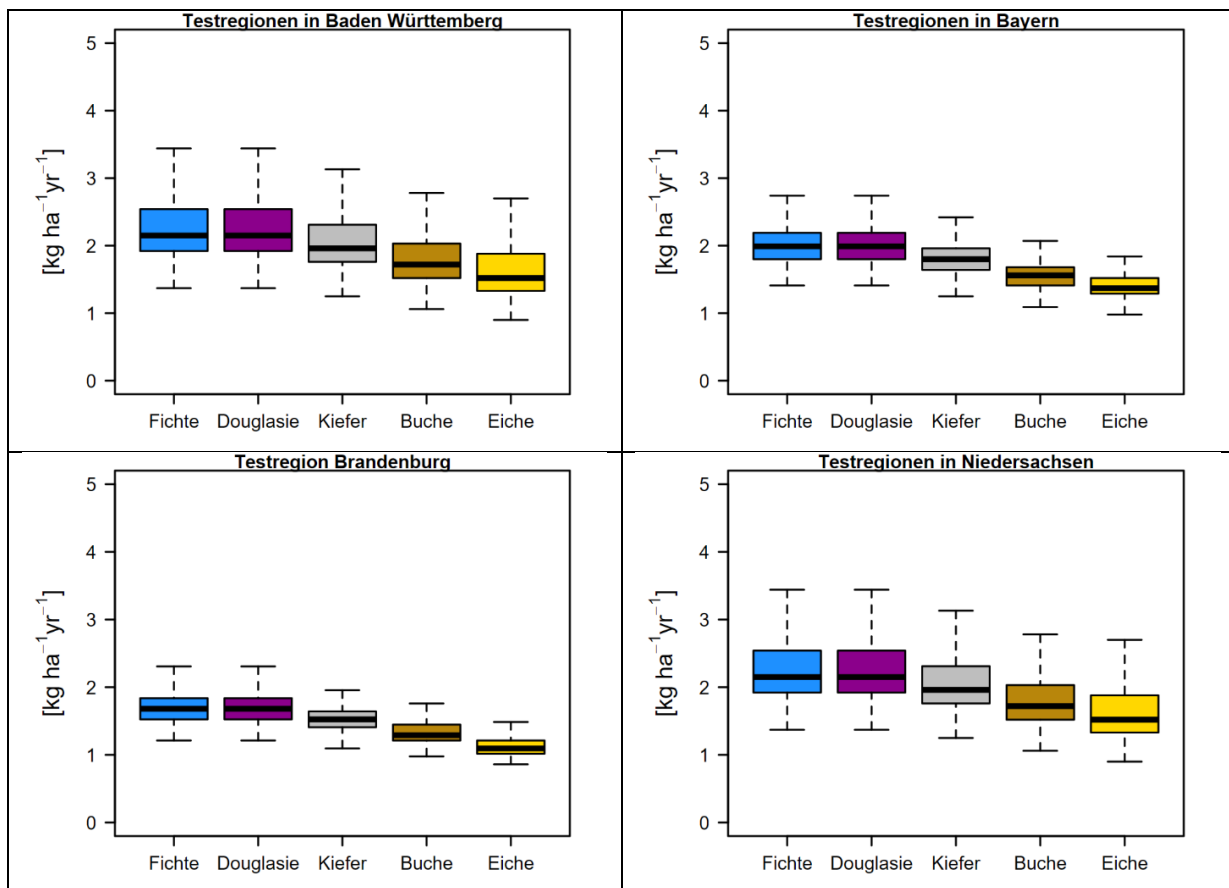 Testregionen in Baden Württemberg
[kg ha⁻¹yr⁻¹]
5
4
3
2
1
0
Fichte Douglasie Kiefer Buche Eiche
Testregionen in Bayern
[kg ha⁻¹yr⁻¹]
5
4
3
2
1
0
Fichte Douglasie Kiefer Buche Eiche
Testregion Brandenburg
[kg ha⁻¹yr⁻¹]
5
4
3
2
1
0
Fichte Douglasie Kiefer Buche Eiche
Testregionen in Niedersachsen
[kg ha⁻¹yr⁻¹]
5
4
3
2
1
0
Fichte Douglasie Kiefer Buche Eiche